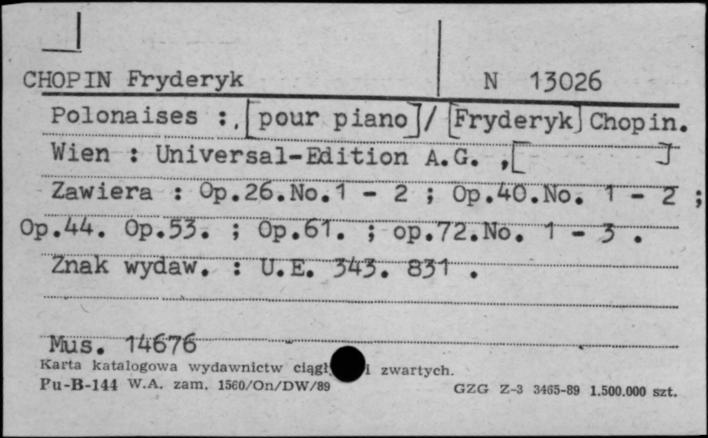 CHOPIN Fryderyk N 13026
Polonaises :, [pour piano]/ [Fryderyk] Chopin.
Wien : Universal-Edition A.G. ,[ ]
Zawiera : Op.26.No.1 - 2 ; Op.40.No. 1 - 2 ;
Op.44. Op.53. ; Op.61. ; op.72.No. 1 - 3 .
Znak wydaw. : U.E. 343. 831 .
Mus. 14676
Karta katalogowa wydawnictw i zwartych.
Pu-B-144 W.A. zam. 1560/On/DW/89 GZG Z-3 3465-89 1.500.000 szt.